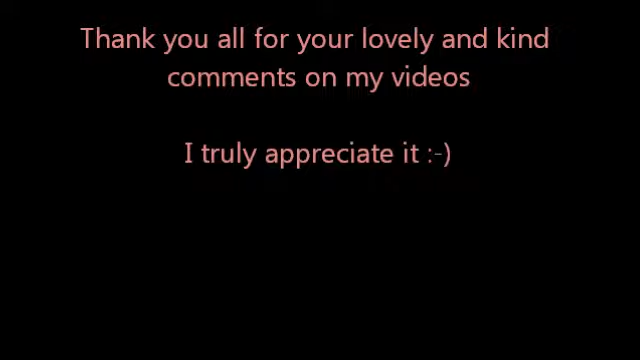 Thank you all for your lovely and kind
comments on my videos
I truly appreciate it :-)